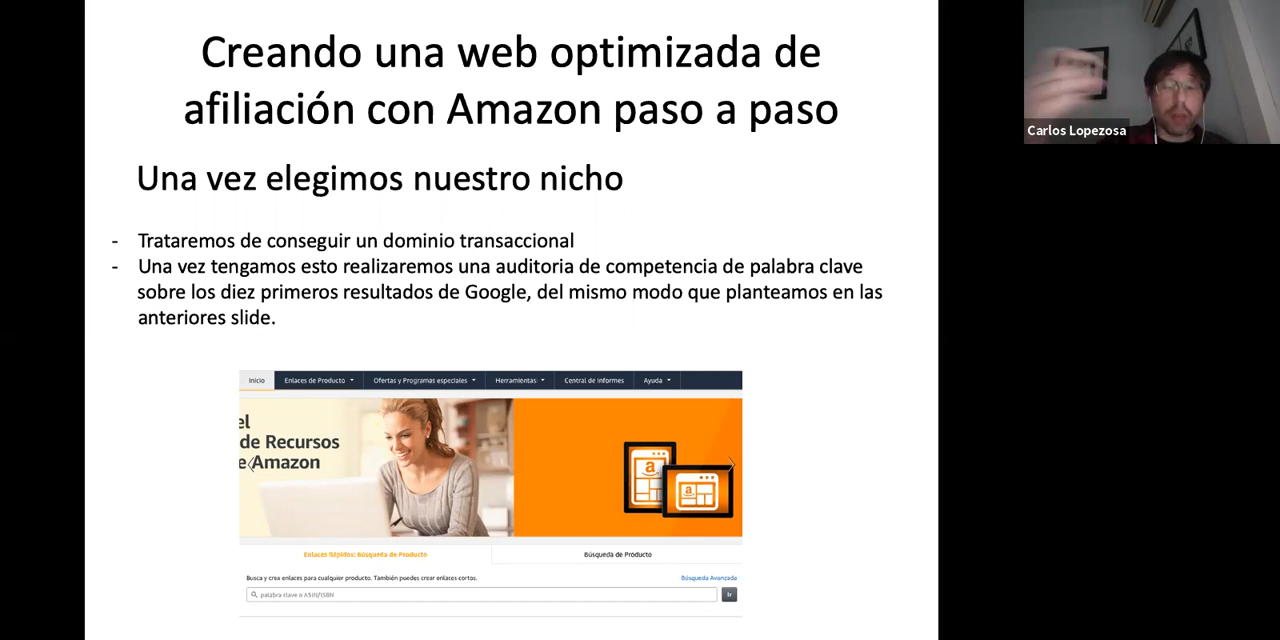 Creando una web optimizada de
afiliación con Amazon paso a paso
Una vez elegimos nuestro nicho
- Trataremos de conseguir un dominio transaccional
- Una vez tengamos esto realizaremos una auditoria de competencia de palabra clave
sobre los diez primeros resultados de Google, del mismo modo que planteamos en las
anteriores slide.
Carlos Lopezosa
Inicio Enlaces de Producto Ofertas y Programas especiales Herramientas Central de Informes Ayuda
el
de Recursos
e Amazon
a
a
Enlaces Rápidos: Búsqueda de Producto Búsqueda de Producto
Busca y crea enlaces para cualquier producto. También puedes crear enlaces cortos. Búsqueda Avanzada
palabra clave o ASIN/ISBN Ir